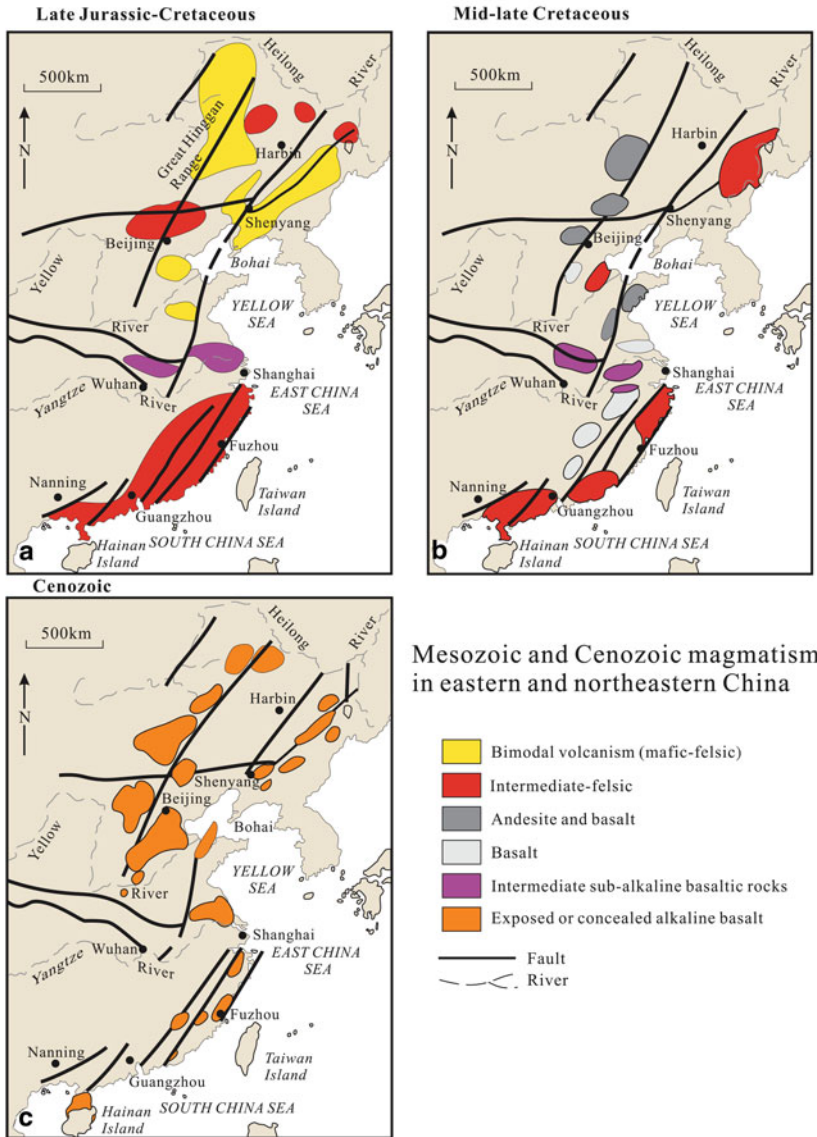 Late Jurassic-Cretaceous
500km
Heilong
River
N
Great Hinggan
Range
Harbin
Shenyang
Beijing
Bohai
Yellow
YELLOW
SEA
River
Wuhan
Shanghai
Yangtze
River
EAST CHINA
SEA
Fuzhou
Nanning
Guangzhou
Taiwan
Island
a
Hainan
Island
SOUTH CHINA SEA
Mid-late Cretaceous
500km
Heilong
River
N
Harbin
Shenyang
Beijing
Bohai
Yellow
YELLOW
SEA
River
Wuhan
Shanghai
Yangtze
River
EAST CHINA
SEA
Fuzhou
Nanning
Guangzhou
Taiwan
Island
b
Hainan
Island
SOUTH CHINA SEA
Cenozoic
500km
Heilong
River
N
Harbin
Shenyang
Beijing
Bohai
Yellow
YELLOW
SEA
River
Wuhan
Shanghai
Yangtze
River
EAST CHINA
SEA
Fuzhou
Nanning
Guangzhou
Taiwan
Island
c
Hainan
Island
SOUTH CHINA SEA
Mesozoic and Cenozoic magmatism
in eastern and northeastern China
Bimodal volcanism (mafic-felsic)
Intermediate-felsic
Andesite and basalt
Basalt
Intermediate sub-alkaline basaltic rocks
Exposed or concealed alkaline basalt
Fault
River